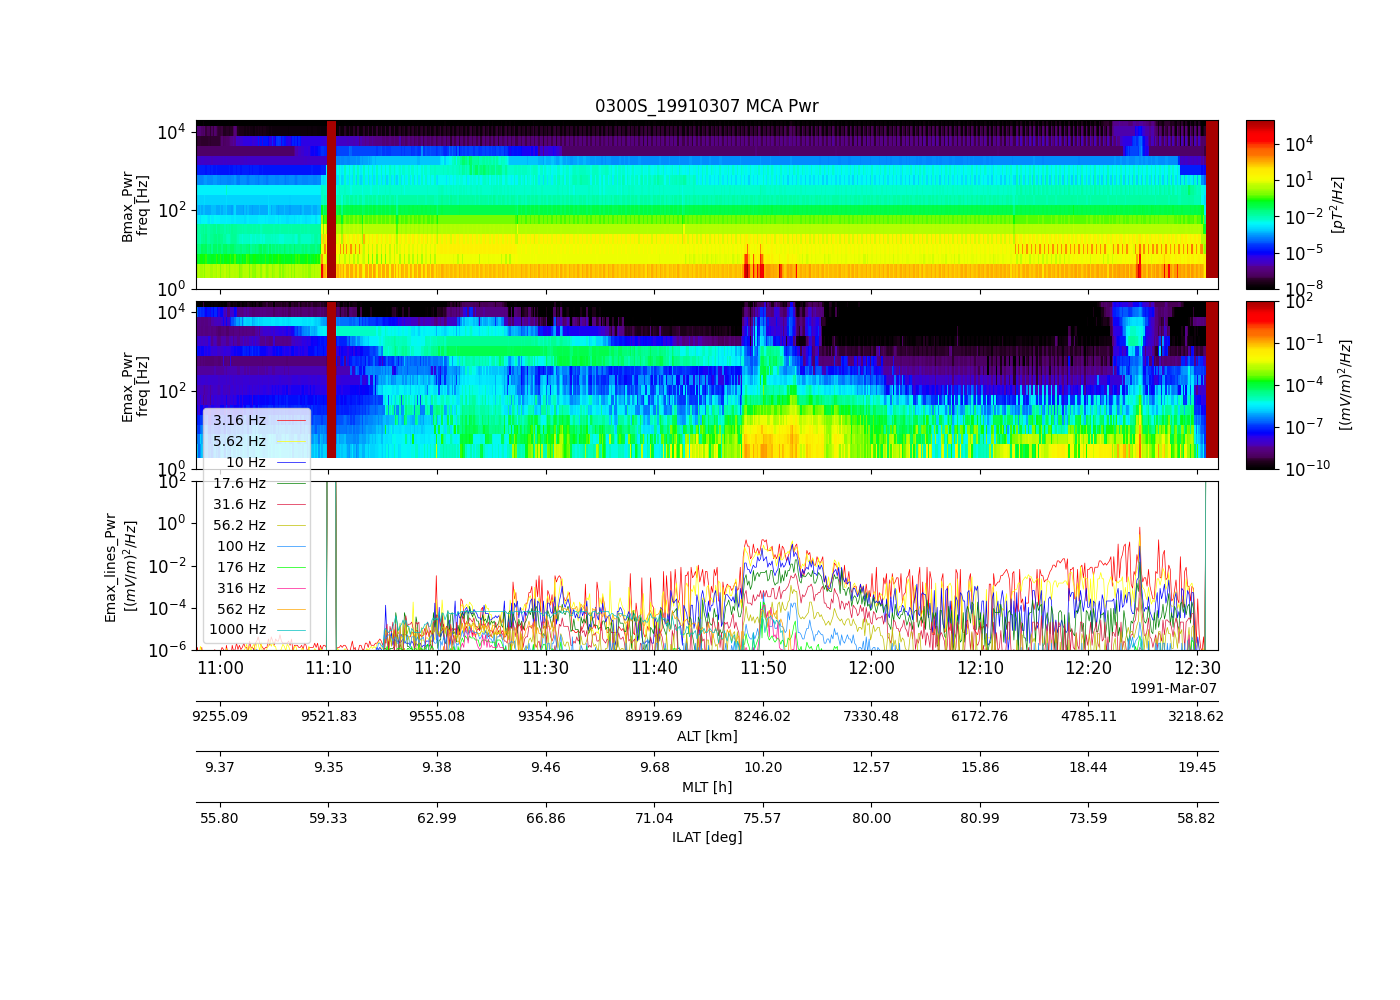 0300S_19910307 MCA Pwr
10^4
10^2
10^0
Bmax_Pwr
freq [Hz]
10^4
10^1
10^-2
10^-5
10^-8
[pT^2/Hz]
10^4
10^2
10^0
Emax_Pwr
freq [Hz]
10^2
10^-1
10^-4
10^-7
10^-10
[(mV/m)^2/Hz]
3.16 Hz
5.62 Hz
10 Hz
17.6 Hz
31.6 Hz
56.2 Hz
100 Hz
176 Hz
316 Hz
562 Hz
1000 Hz
10^2
10^0
10^-2
10^-4
10^-6
Emax_lines_Pwr
[(mV/m)^2/Hz]
11:00 11:10 11:20 11:30 11:40 11:50 12:00 12:10 12:20 12:30
1991-Mar-07
9255.09 9521.83 9555.08 9354.96 8919.69 8246.02 7330.48 6172.76 4785.11 3218.62
ALT [km]
9.37 9.35 9.38 9.46 9.68 10.20 12.57 15.86 18.44 19.45
MLT [h]
55.80 59.33 62.99 66.86 71.04 75.57 80.00 80.99 73.59 58.82
ILAT [deg]